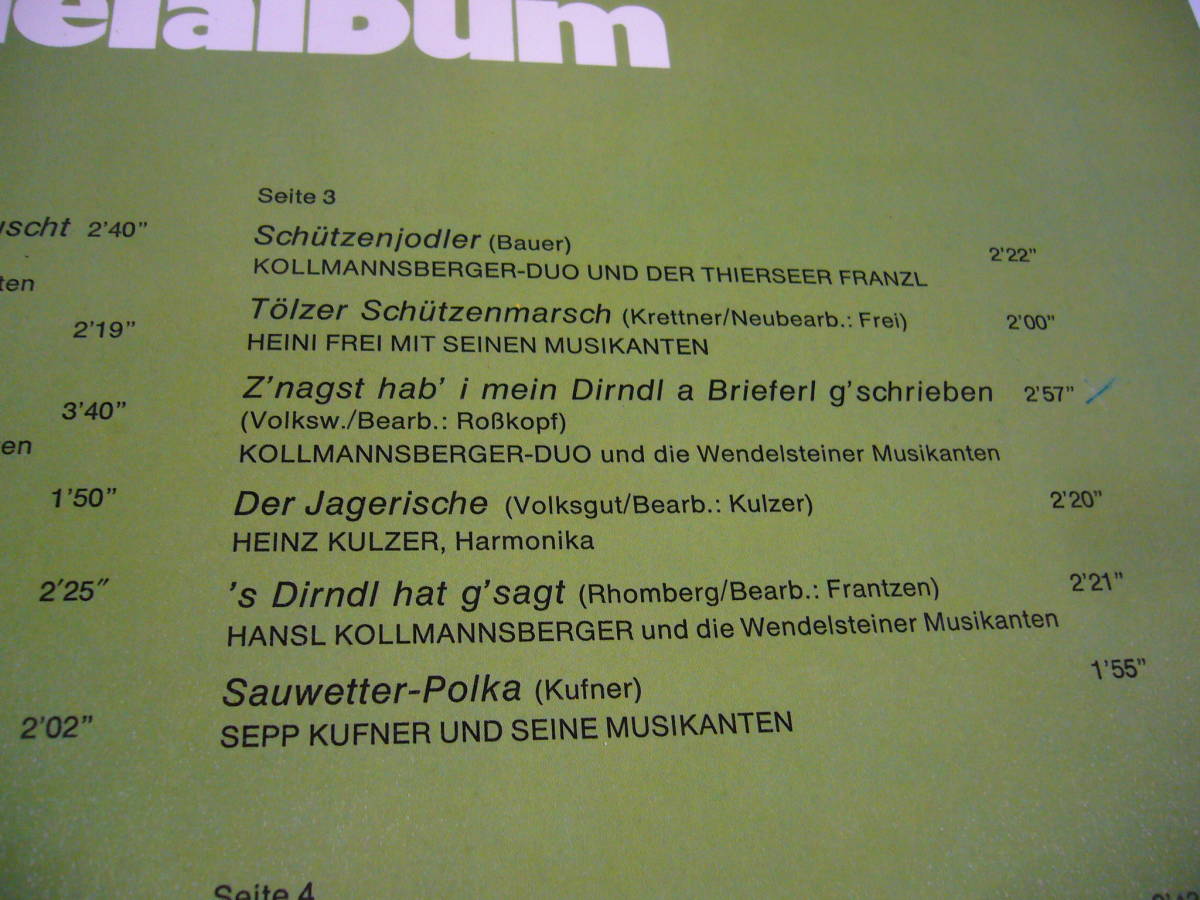 Seite 3
Schützenjodler (Bauer) 2'22"
KOLLMANNSBERGER-DUO UND DER THIERSEER FRANZL
Tölzer Schützenmarsch (Krettner/Neubearb.: Frei) 2'00"
HEINI FREI MIT SEINEN MUSIKANTEN
Z'nagst hab' i mein Dirndl a Brieferl g'schrieben 2'57"
(Volksw./Bearb.: Roßkopf)
KOLLMANNSBERGER-DUO und die Wendelsteiner Musikanten
Der Jagerische (Volksgut/Bearb.: Kulzer) 2'20"
HEINZ KULZER, Harmonika
's Dirndl hat g'sagt (Rhomberg/Bearb.: Frantzen) 2'21"
HANSL KOLLMANNSBERGER und die Wendelsteiner Musikanten
Sauwetter-Polka (Kufner) 1'55"
SEPP KUFNER UND SEINE MUSIKANTEN
Seite 4
2'40"
2'19"
3'40"
1'50"
2'25"
2'02"